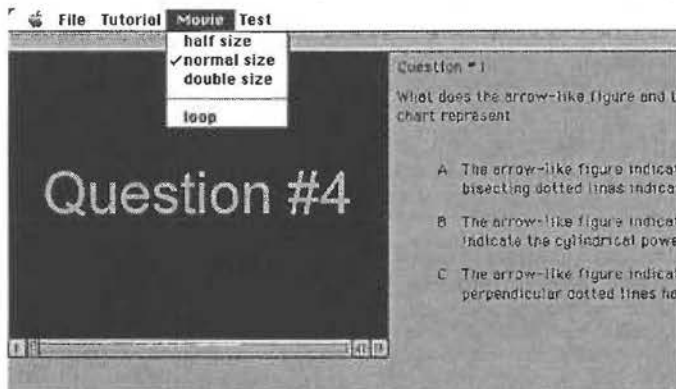 File Tutorial Movie Test
half size
✓normal size
double size
loop
Question #4
Question #1
What does the arrow-like figure and
chart represent
A The arrow-like figure indicat
bisecting dotted lines indica
B The arrow-like figure indicat
indicate the cylindrical powe
C The arrow-like figure indicat
perpendicular dotted lines ha